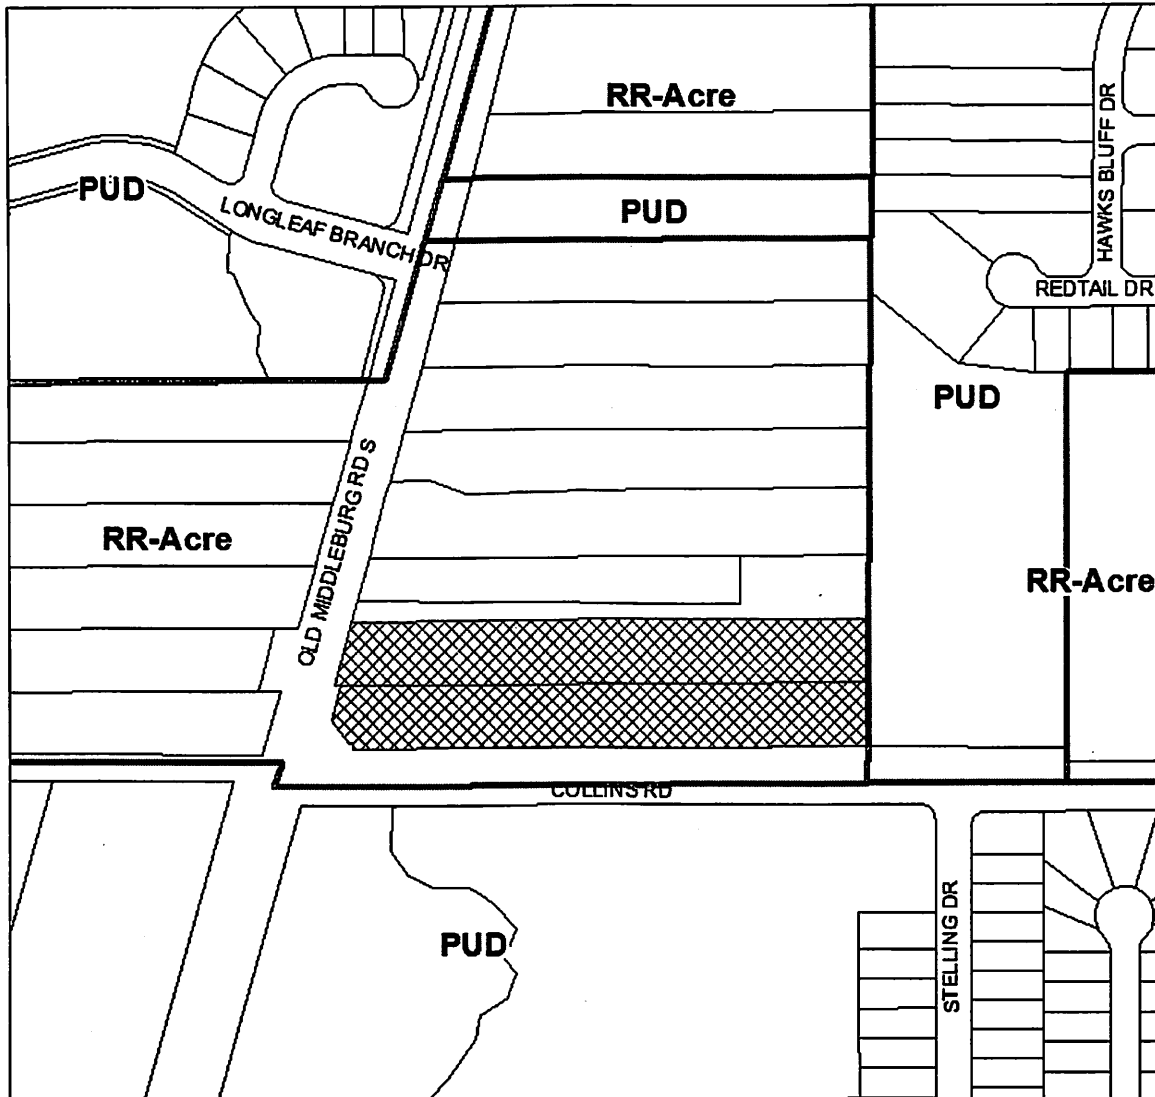 RR-Acre
HAWKS BLUFF DR
PUD
PUD
LONGLEAF BRANCH DR
REDTAIL DR
PUD
OLD MIDDLEBURG RD S
RR-Acre
RR-Acre
COLLINS RD
STELLING DR
PUD